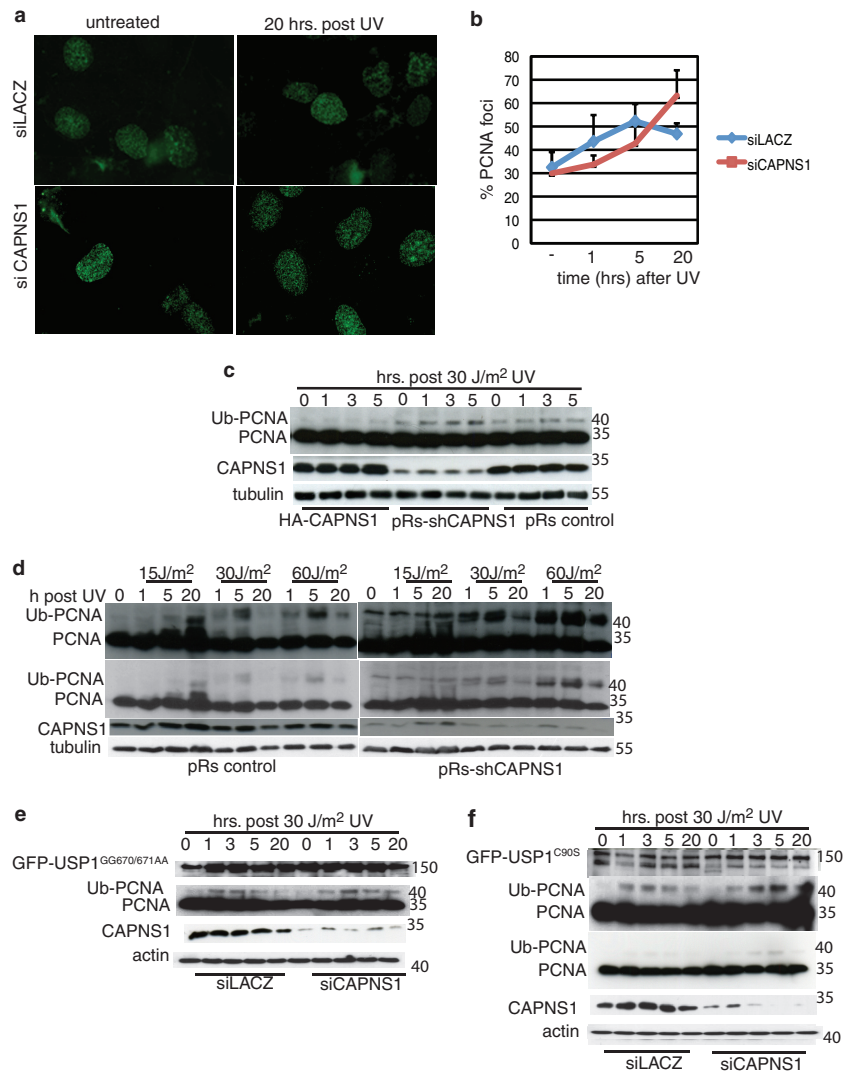 a
untreated
20 hrs. post UV
siLACZ
si CAPNS1
b
80
70
60
50
40
30
20
10
0
% PCNA foci
- 1 5 20
time (hrs) after UV
siLACZ
siCAPNS1
c
hrs. post 30 J/m² UV
0 1 3 5 0 1 3 5 0 1 3 5
Ub-PCNA 40
PCNA 35
35
CAPNS1
tubulin 55
HA-CAPNS1 pRs-shCAPNS1 pRs control
d
15J/m² 30J/m² 60J/m² 15J/m² 30J/m² 60J/m²
h post UV 0 1 5 20 1 5 20 1 5 20 0 1 5 20 1 5 20 1 5 20
Ub-PCNA 40
PCNA 35
Ub-PCNA 40
PCNA 35
35
CAPNS1
tubulin 55
pRs control pRs-shCAPNS1
e
hrs. post 30 J/m² UV
0 1 3 5 20 0 1 3 5 20
GFP-USP1GG670/671AA 150
Ub-PCNA 40
PCNA 35
CAPNS1 35
actin 40
siLACZ siCAPNS1
f
hrs. post 30 J/m² UV
0 1 3 5 20 0 1 3 5 20
GFP-USP1C90S 150
Ub-PCNA 40
PCNA 35
Ub-PCNA 40
PCNA 35
CAPNS1 35
actin 40
siLACZ siCAPNS1